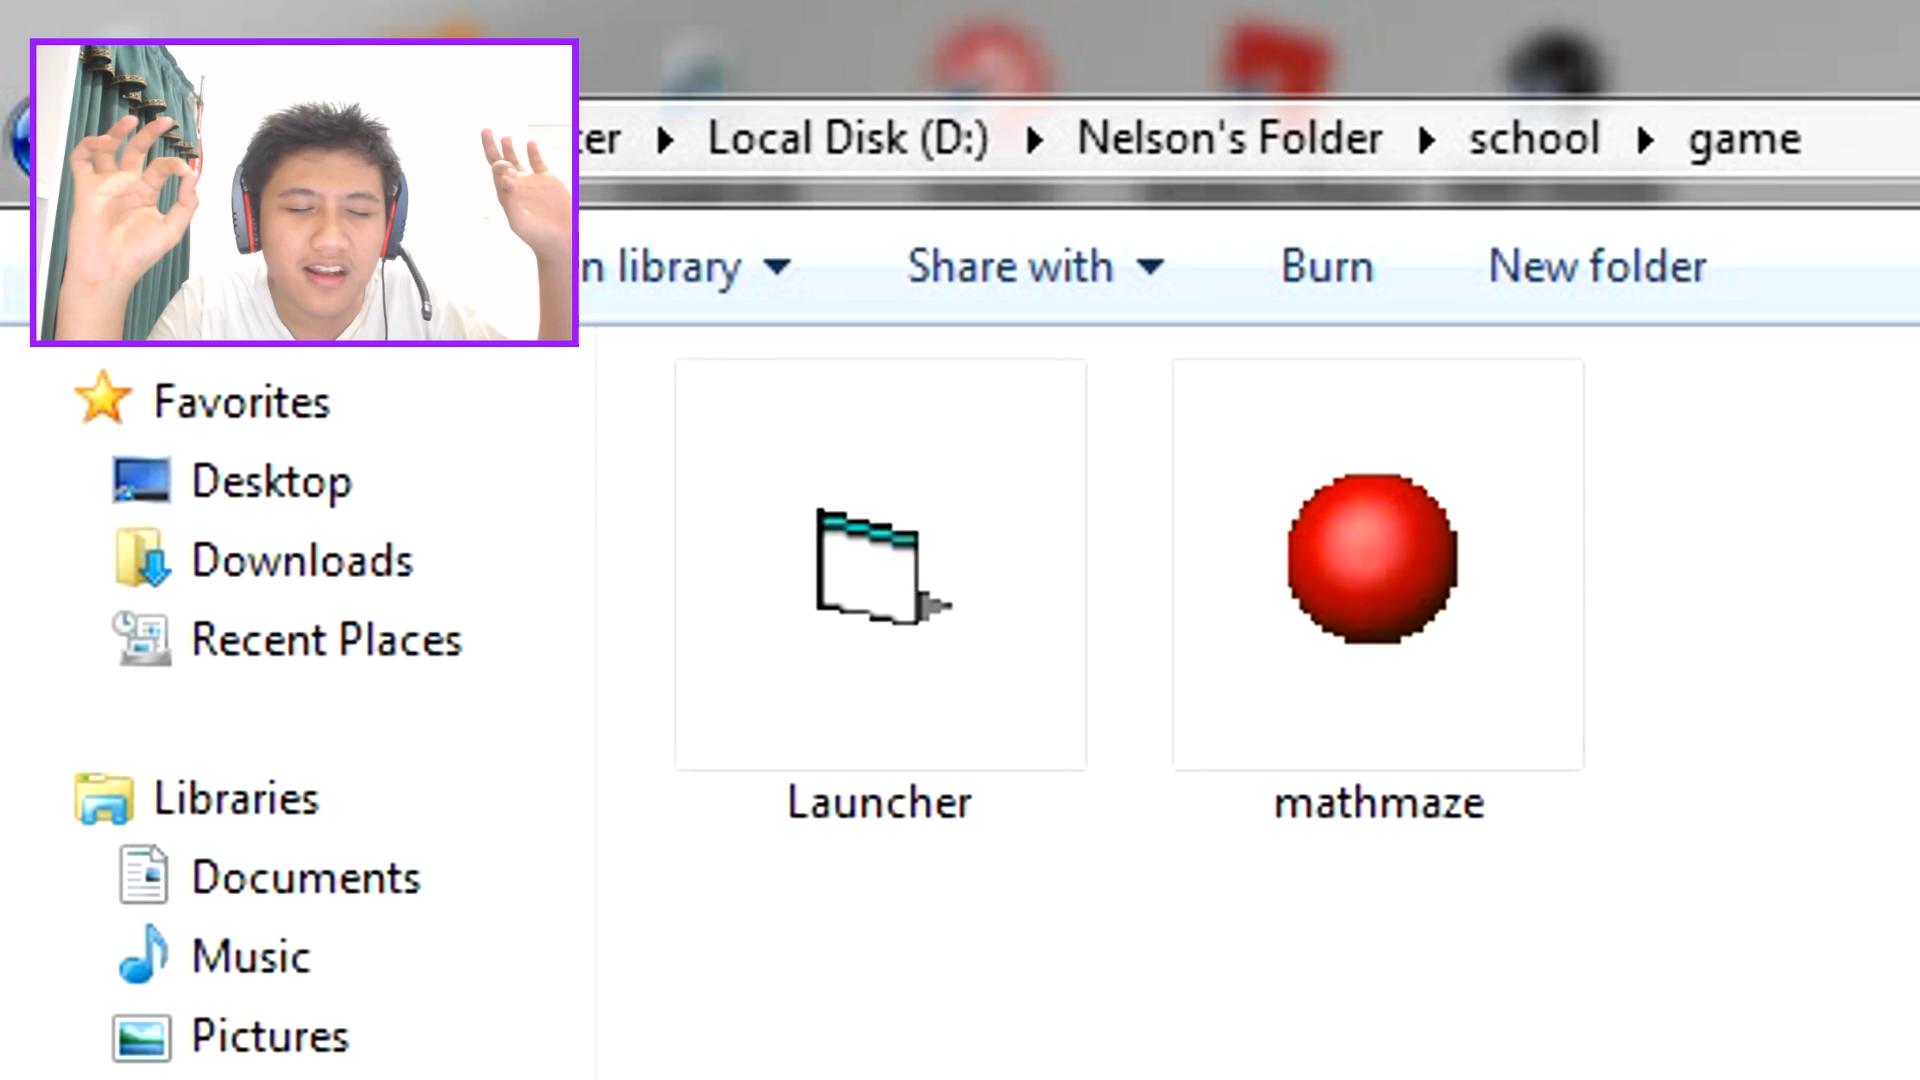 ter ▸ Local Disk (D:) ▸ Nelson's Folder ▸ school ▸ game
n library Share with Burn New folder
Favorites
Desktop
Downloads
Recent Places
Libraries
Documents
Music
Pictures
Launcher
mathmaze